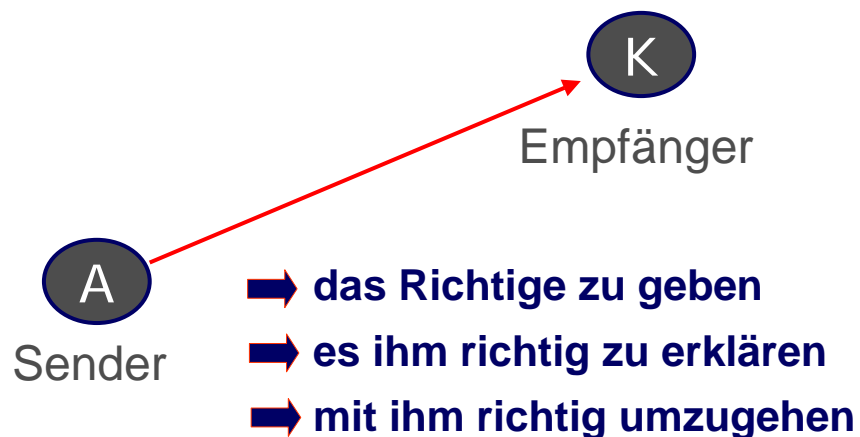 K
Empfänger
A
Sender
das Richtige zu geben
es ihm richtig zu erklären
mit ihm richtig umzugehen